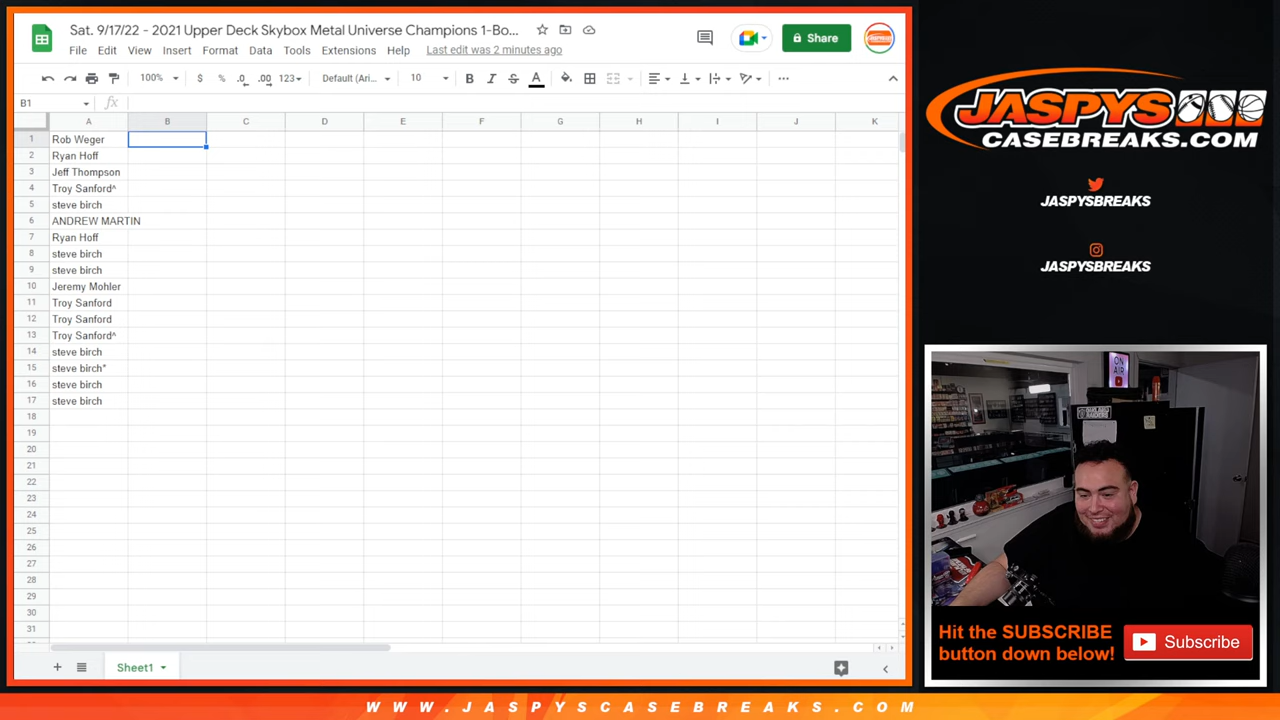 Sat. 9/17/22 - 2021 Upper Deck Skybox Metal Universe Champions 1-Bo...
File Edit View Insert Format Data Tools Extensions Help Last edit was 2 minutes ago
Share
100% $ % .0 .00 123 Default (Ari... 10 B I S A
B1 fx
A B C D E F G H I J K
1 Rob Weger
2 Ryan Hoff
3 Jeff Thompson
4 Troy Sanford^
5 steve birch
6 ANDREW MARTIN
7 Ryan Hoff
8 steve birch
9 steve birch
10 Jeremy Mohler
11 Troy Sanford
12 Troy Sanford
13 Troy Sanford^
14 steve birch
15 steve birch*
16 steve birch
17 steve birch
18
19
20
21
22
23
24
25
26
27
28
29
30
31
Sheet1
JASPYS
CASEBREAKS.COM
JASPYSBREAKS
JASPYSBREAKS
ON
AIR
Hit the SUBSCRIBE
button down below!
Subscribe
WWW.JASPYSCASEBREAKS.COM